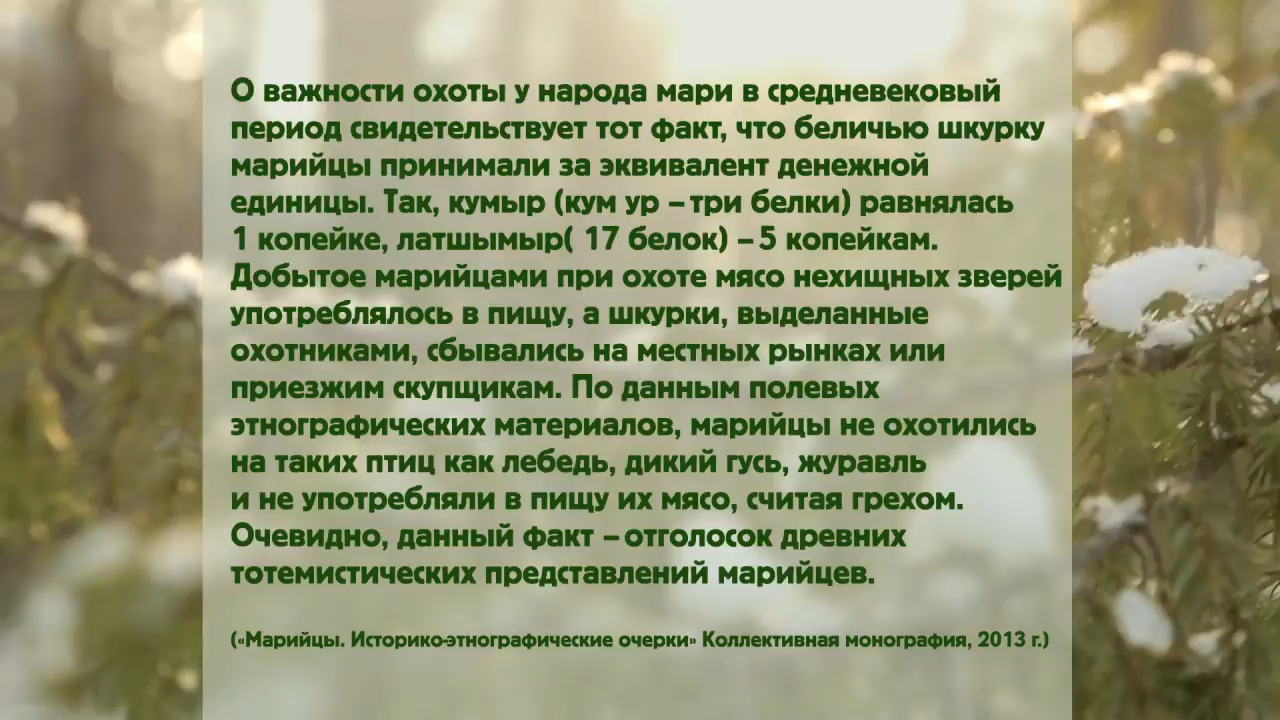 О важности охоты у народа мари в средневековый
период свидетельствует тот факт, что беличью шкурку
марийцы принимали за эквивалент денежной
единицы. Так, кумыр (кум ур – три белки) равнялась
1 копейке, латшымыр( 17 белок) – 5 копейкам.
Добытое марийцами при охоте мясо нехищных зверей
употреблялось в пищу, а шкурки, выделанные
охотниками, сбывались на местных рынках или
приезжим скупщикам. По данным полевых
этнографических материалов, марийцы не охотились
на таких птиц как лебедь, дикий гусь, журавль
и не употребляли в пищу их мясо, считая грехом.
Очевидно, данный факт – отголосок древних
тотемистических представлений марийцев.
(«Марийцы. Историко-этнографические очерки» Коллективная монография, 2013 г.)